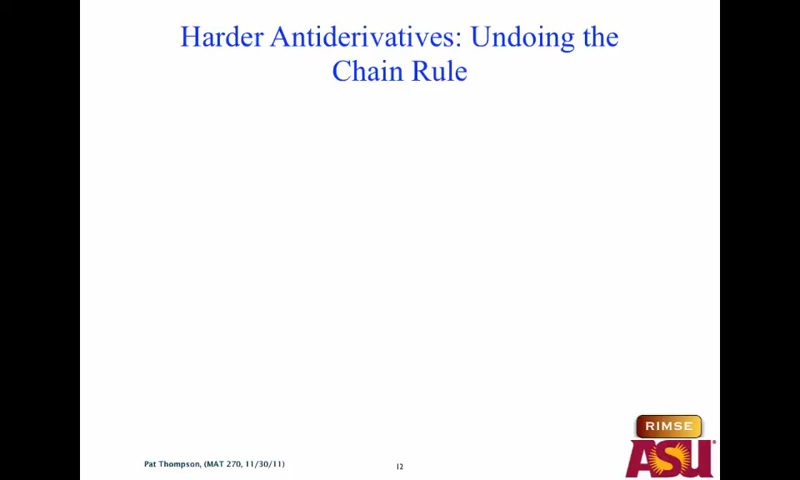 Harder Antiderivatives: Undoing the
Chain Rule
RIMSE
ASU
Pat Thompson, (MAT 270, 11/30/11)
12